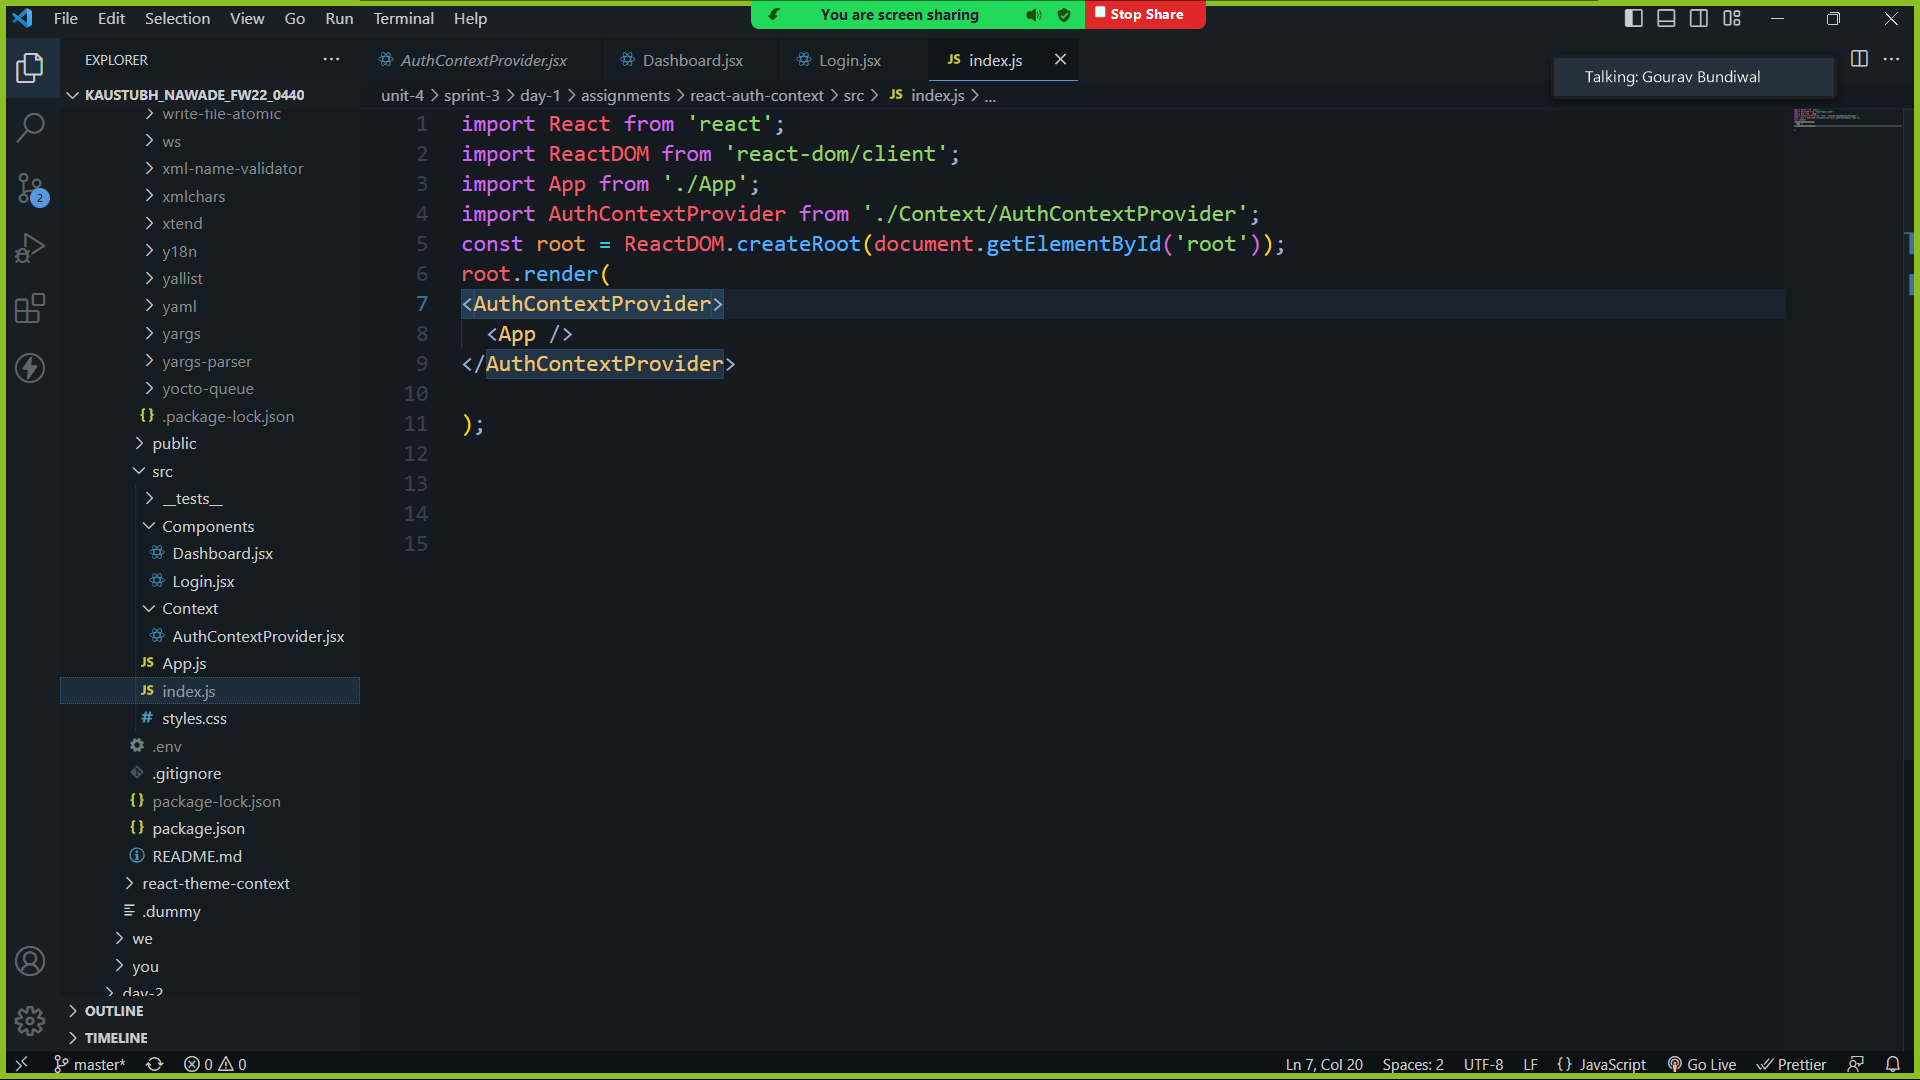 File Edit Selection View Go Run Terminal Help
You are screen sharing Stop Share
EXPLORER
AuthContextProvider.jsx Dashboard.jsx Login.jsx JS index.js
Talking: Gourav Bundiwal
KAUSTUBH_NAWADE_FW22_0440
unit-4 > sprint-3 > day-1 > assignments > react-auth-context > src > JS index.js > ...
write-file-atomic
ws
xml-name-validator
xmlchars
xtend
y18n
yallist
yaml
yargs
yargs-parser
yocto-queue
{} .package-lock.json
public
src
__tests__
Components
Dashboard.jsx
Login.jsx
Context
AuthContextProvider.jsx
JS App.js
JS index.js
# styles.css
.env
.gitignore
{} package-lock.json
{} package.json
README.md
react-theme-context
.dummy
we
you
day-2
OUTLINE
TIMELINE
2
1 import React from 'react';
2 import ReactDOM from 'react-dom/client';
3 import App from './App';
4 import AuthContextProvider from './Context/AuthContextProvider';
5 const root = ReactDOM.createRoot(document.getElementById('root'));
6 root.render(
7 <AuthContextProvider>
8 <App />
9 </AuthContextProvider>
10
11 );
12
13
14
15
master* 0 0 Ln 7, Col 20 Spaces: 2 UTF-8 LF {} JavaScript Go Live Prettier